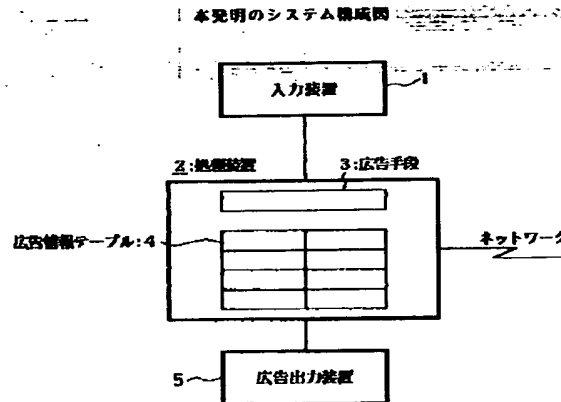 本発明のシステム構成図
入力装置
1
2:処理装置
3:広告手段
広告情報テーブル:4
ネットワーク
5
広告出力装置